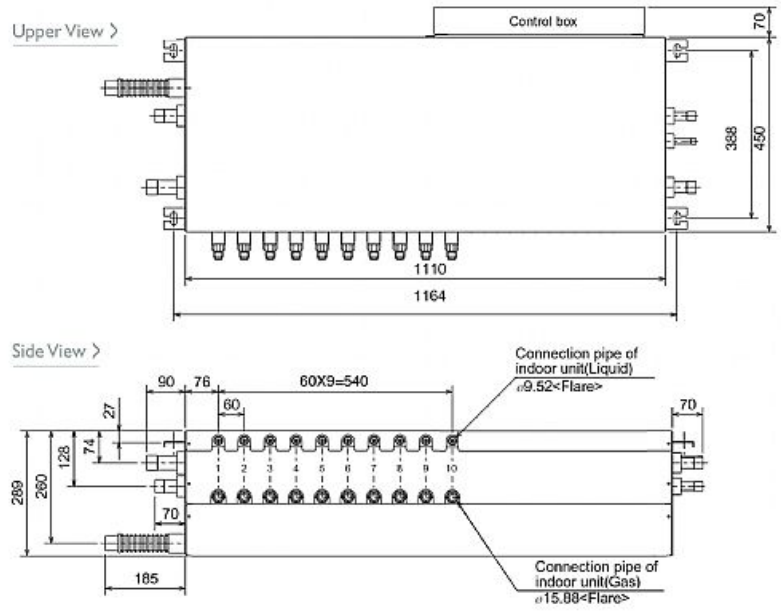 Upper View >
Control box
70
388
450
1110
1164
Side View >
Connection pipe of
indoor unit(Liquid)
ø9.52<Flare>
90
76
60X9=540
60
70
27
74
128
260
289
1 2 3 4 5 6 7 8 9 10
70
185
Connection pipe of
indoor unit(Gas)
ø15.88<Flare>